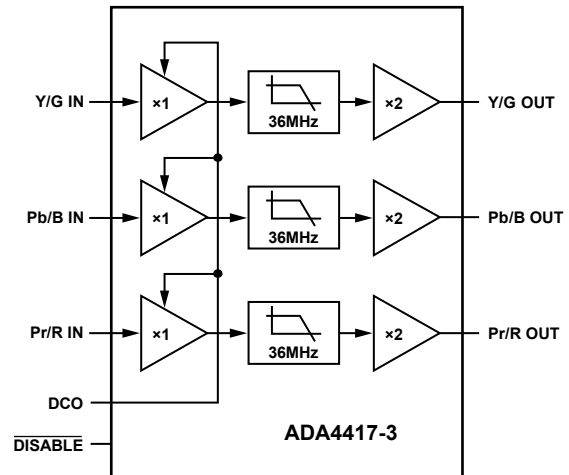 Y/G IN
×1
36MHz
×2
Y/G OUT
Pb/B IN
×1
36MHz
×2
Pb/B OUT
Pr/R IN
×1
36MHz
×2
Pr/R OUT
DCO
DISABLE
ADA4417-3